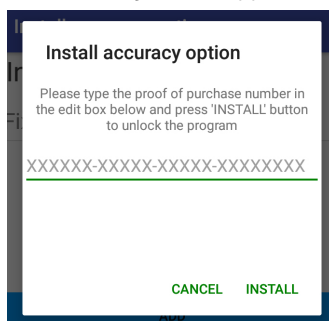 Install accuracy option
Please type the proof of purchase number in
the edit box below and press 'INSTALL' button
to unlock the program
XXXXXX-XXXXX-XXXXX-XXXXXXXX
CANCEL INSTALL